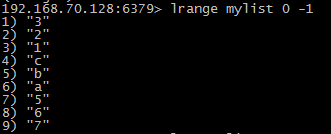 192.168.70.128:6379> lrange mylist 0 -1
1) "3"
2) "2"
3) "1"
4) "c"
5) "b"
6) "a"
7) "5"
8) "6"
9) "7"